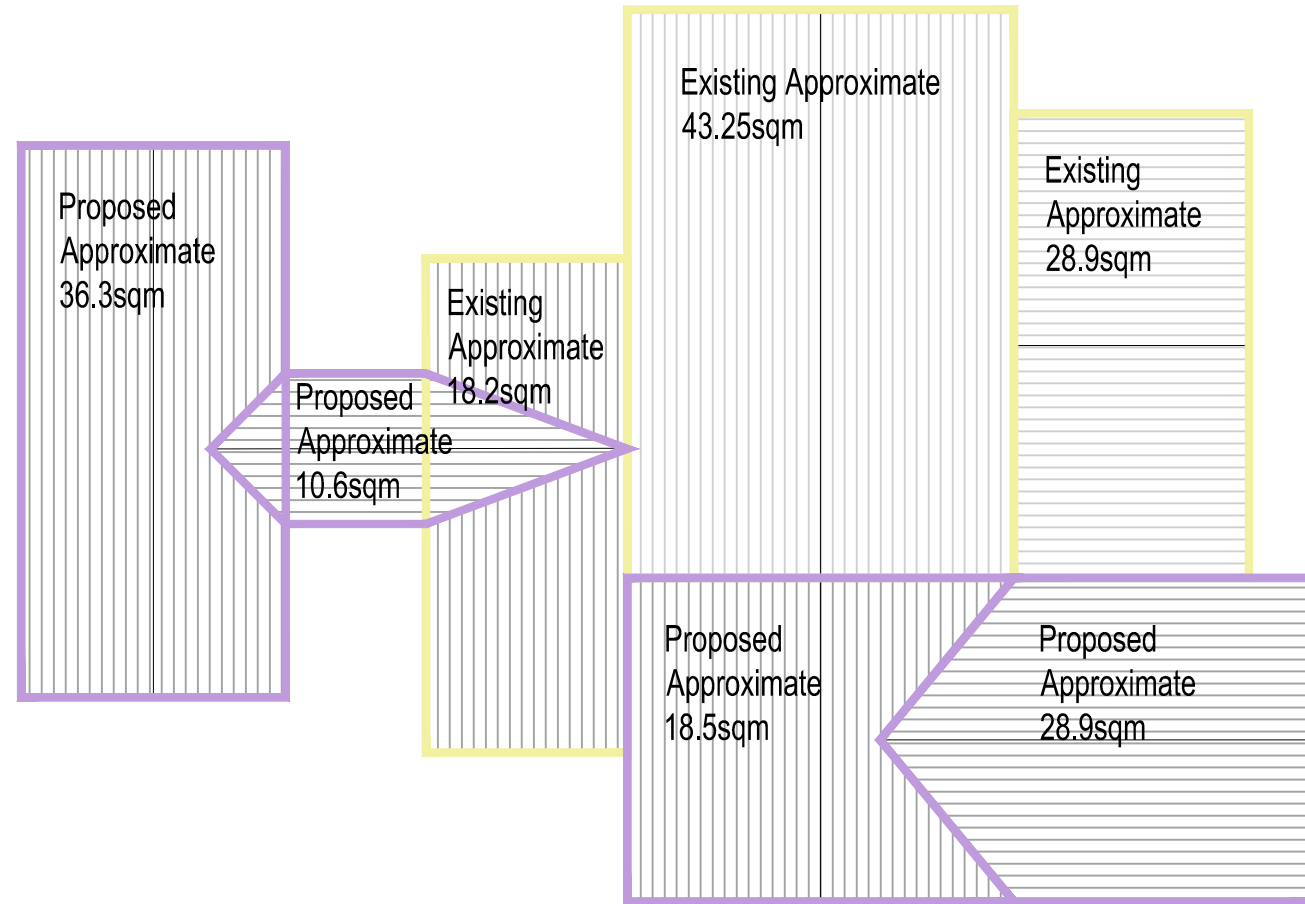 Existing Approximate
43.25sqm
Existing
Approximate
28.9sqm
Proposed
Approximate
36.3sqm
Existing
Approximate
18.2sqm
Proposed
Approximate
10.6sqm
Proposed
Approximate
18.5sqm
Proposed
Approximate
28.9sqm